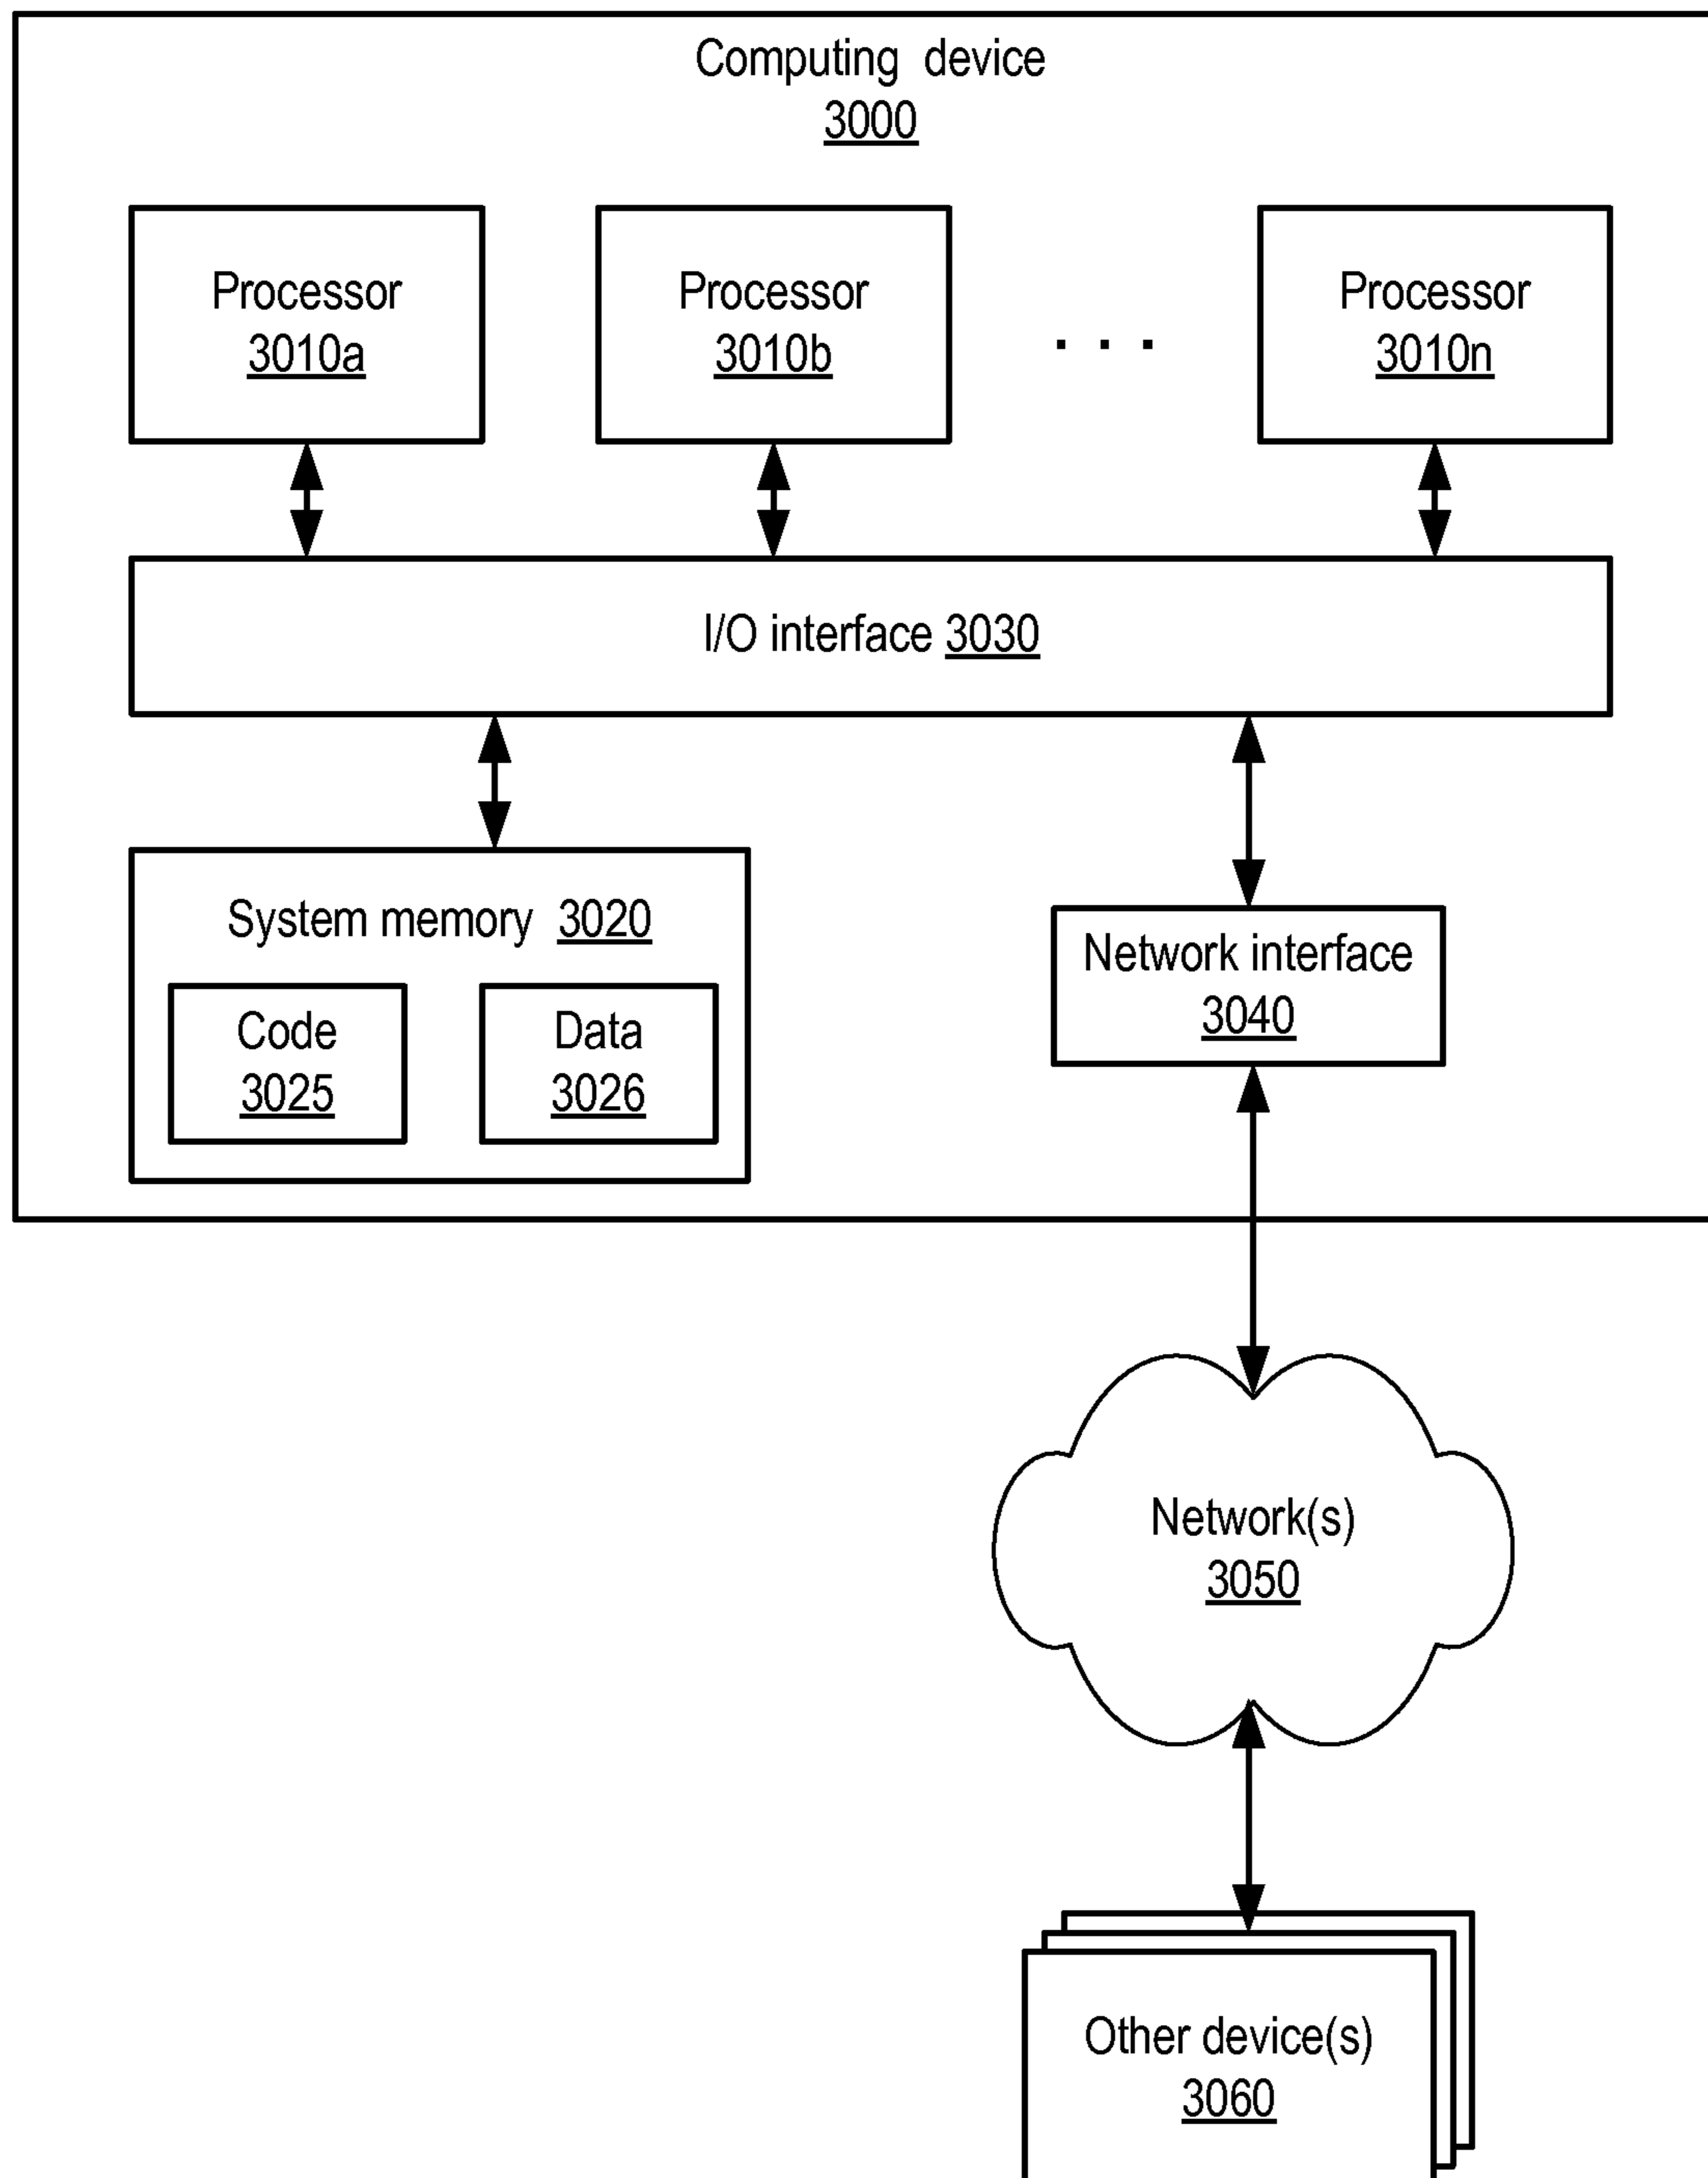 Computing device
3000
Processor
3010a
Processor
3010b
. . .
Processor
3010n
I/O interface 3030
System memory 3020
Code
3025
Data
3026
Network interface
3040
Network(s)
3050
Other device(s)
3060